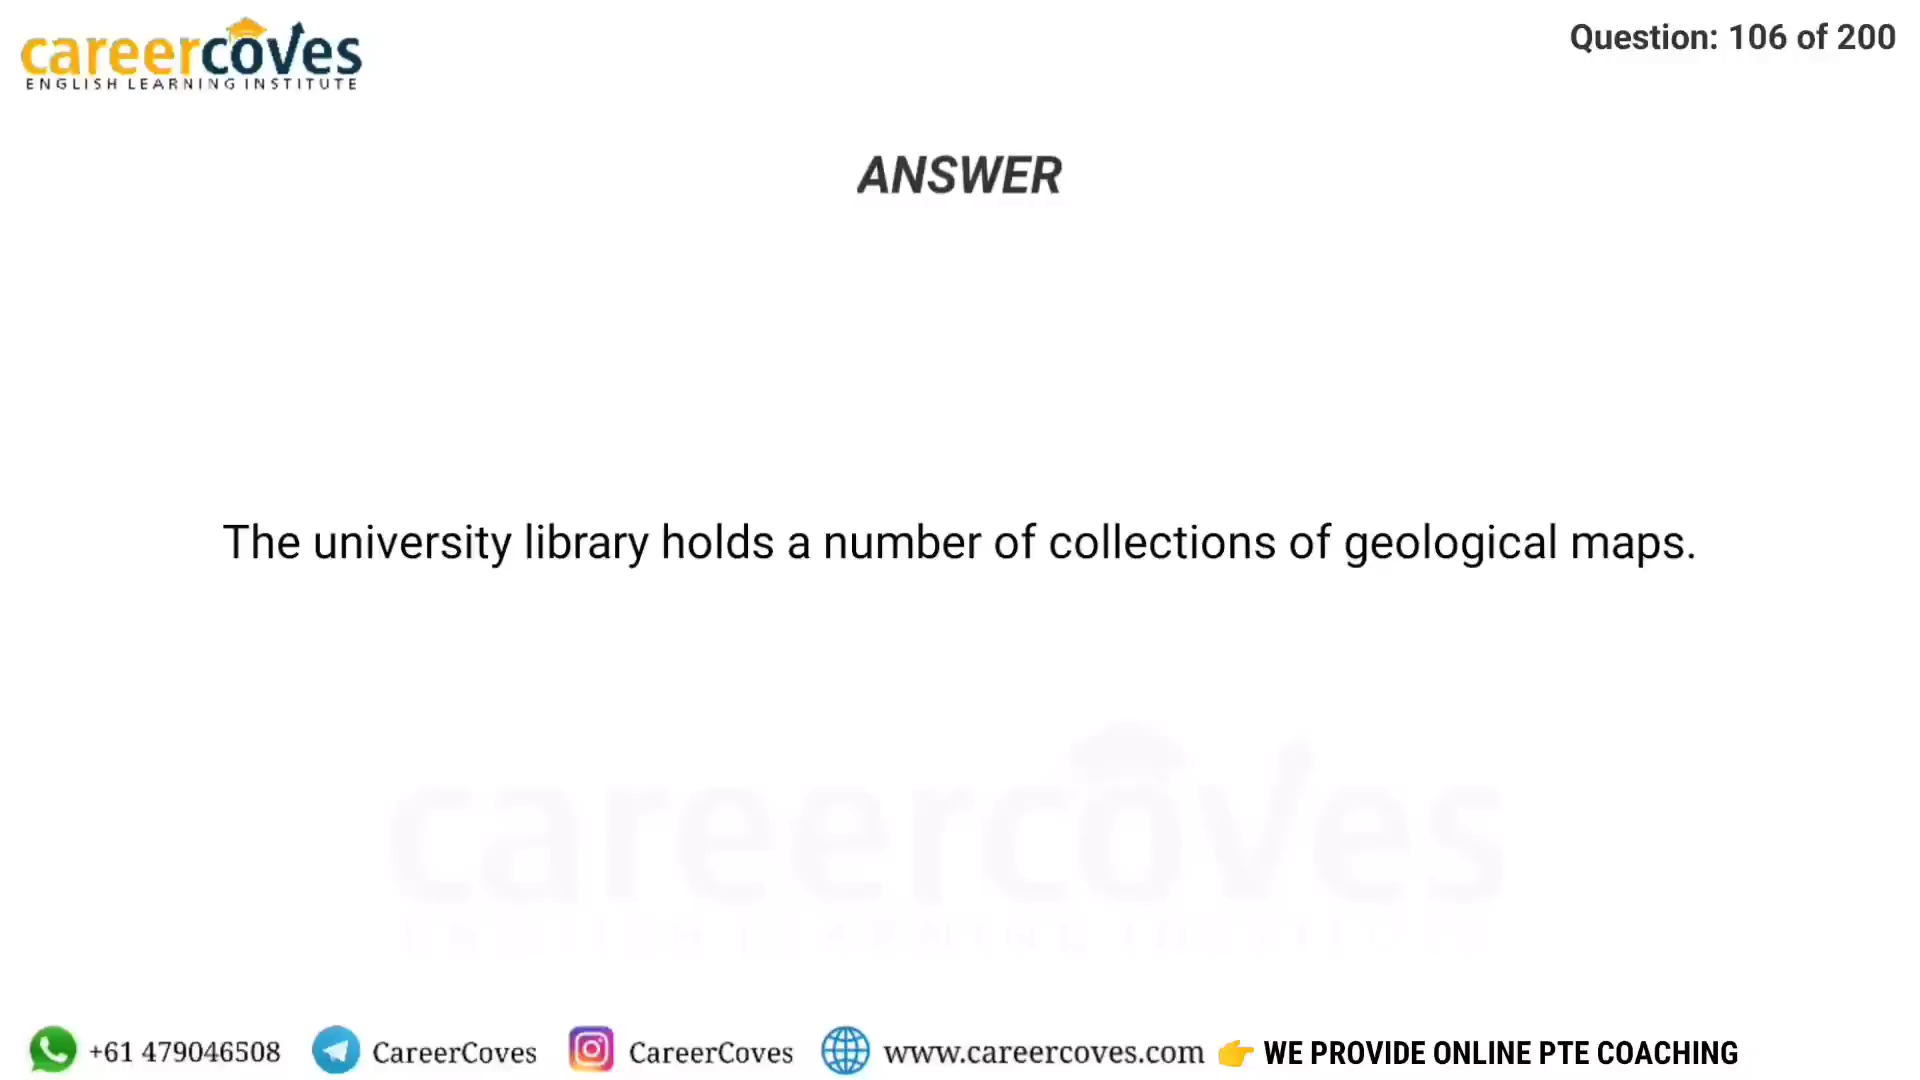 careercoves
ENGLISH LEARNING INSTITUTE
Question: 106 of 200
ANSWER
The university library holds a number of collections of geological maps.
careercoves
+61 479046508 CareerCoves CareerCoves www.careercoves.com 👉 WE PROVIDE ONLINE PTE COACHING